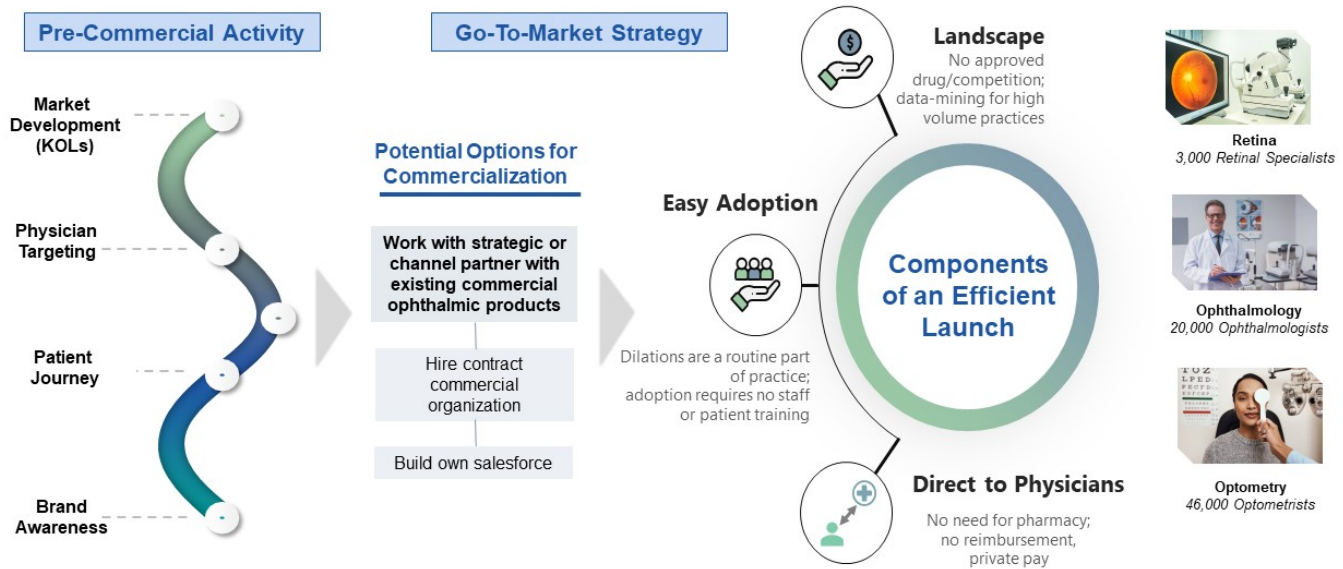 Pre-Commercial Activity
Market
Development
(KOLs)
Physician
Targeting
Patient
Journey
Brand
Awareness
Go-To-Market Strategy
Potential Options for
Commercialization
Work with strategic or
channel partner with
existing commercial
ophthalmic products
Hire contract
commercial
organization
Build own salesforce
Landscape
No approved
drug/competition;
data-mining for high
volume practices
Easy Adoption
Dilations are a routine part
of practice;
adoption requires no staff
or patient training
Components
of an Efficient
Launch
Direct to Physicians
No need for pharmacy;
no reimbursement,
private pay
$
Retina
3,000 Retinal Specialists
Ophthalmology
20,000 Ophthalmologists
Optometry
46,000 Optometrists